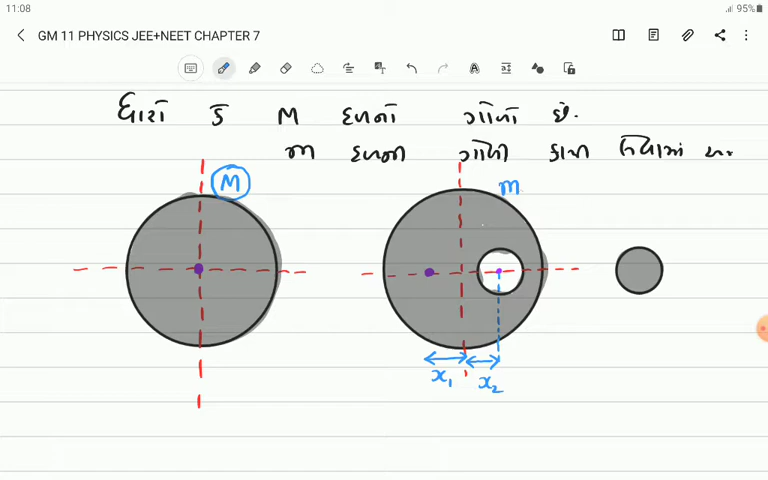 11:08 95%
GM 11 PHYSICS JEE+NEET CHAPTER 7
ધારો કે M દળનો ગોળો છે.
m દળનો ગોળો
M m
x₁ x₂